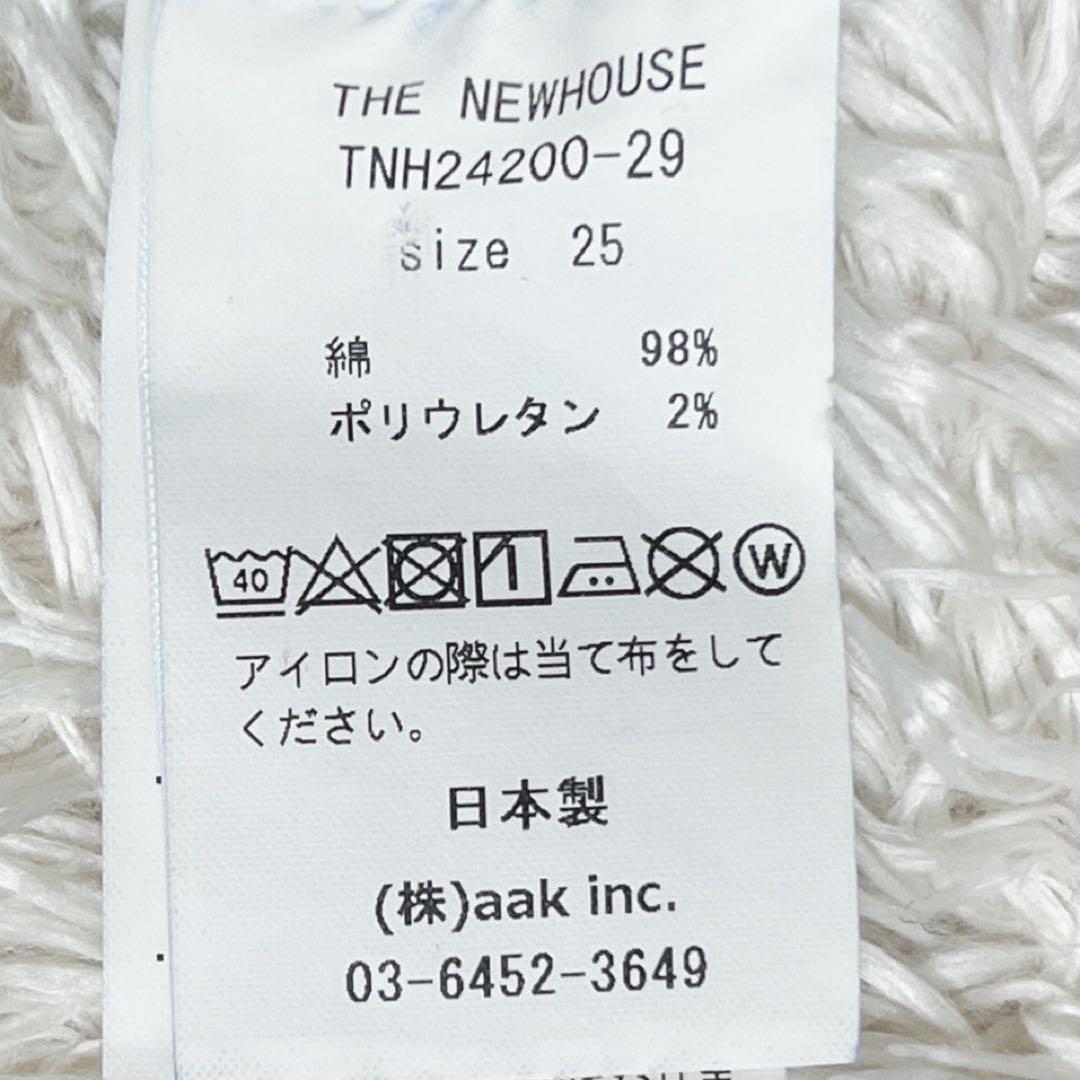 THE NEWHOUSE
TNH24200-29
size 25
綿 98%
ポリウレタン 2%
40 W
アイロンの際は当て布をして
ください。
日本製
(株)aak inc.
03-6452-3649